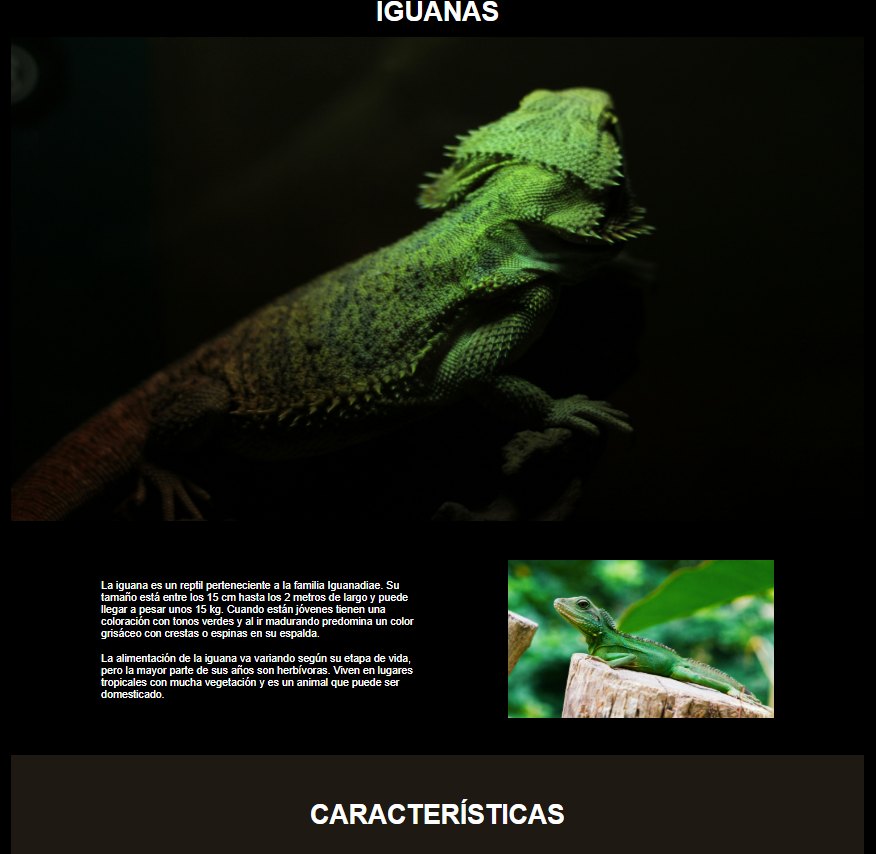 IGUANAS
La iguana es un reptil perteneciente a la familia Iguanadiae. Su
tamaño está entre los 15 cm hasta los 2 metros de largo y puede
llegar a pesar unos 15 kg. Cuando están jóvenes tienen una
coloración con tonos verdes y al ir madurando predomina un color
grisáceo con crestas o espinas en su espalda.
La alimentación de la iguana va variando según su etapa de vida,
pero la mayor parte de sus años son herbívoras. Viven en lugares
tropicales con mucha vegetación y es un animal que puede ser
domesticado.
CARACTERÍSTICAS